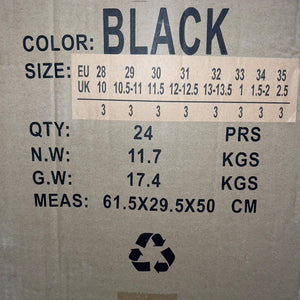 COLOR: BLACK
SIZE: EU 28 29 30 31 32 33 34 35
UK 10 10.5-11 11.5 12-12.5 13-13.5 1 1.5-2 2.5
3 3 3 3 3 3 3 3
QTY: 24 PRS
N.W: 11.7 KGS
G.W: 17.4 KGS
MEAS: 61.5X29.5X50 CM